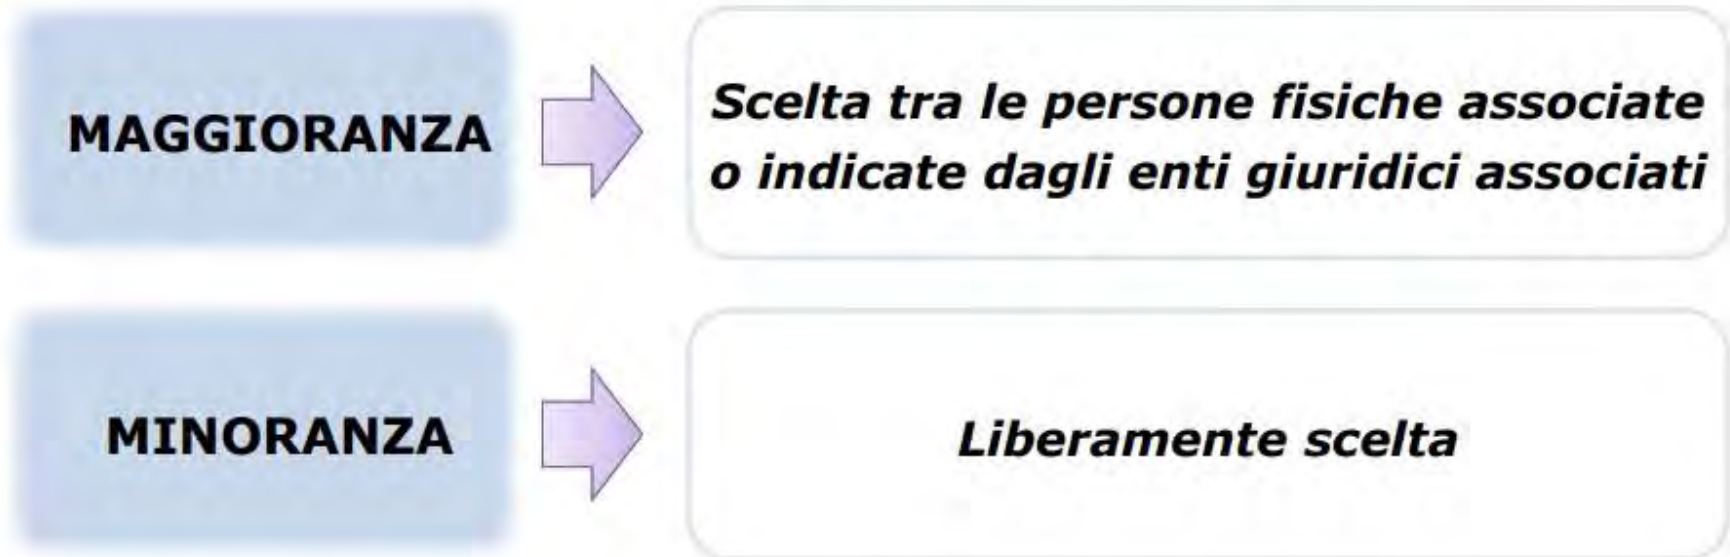 MAGGIORANZA
Scelta tra le persone fisiche associate
o indicate dagli enti giuridici associati
MINORANZA
Liberamente scelta